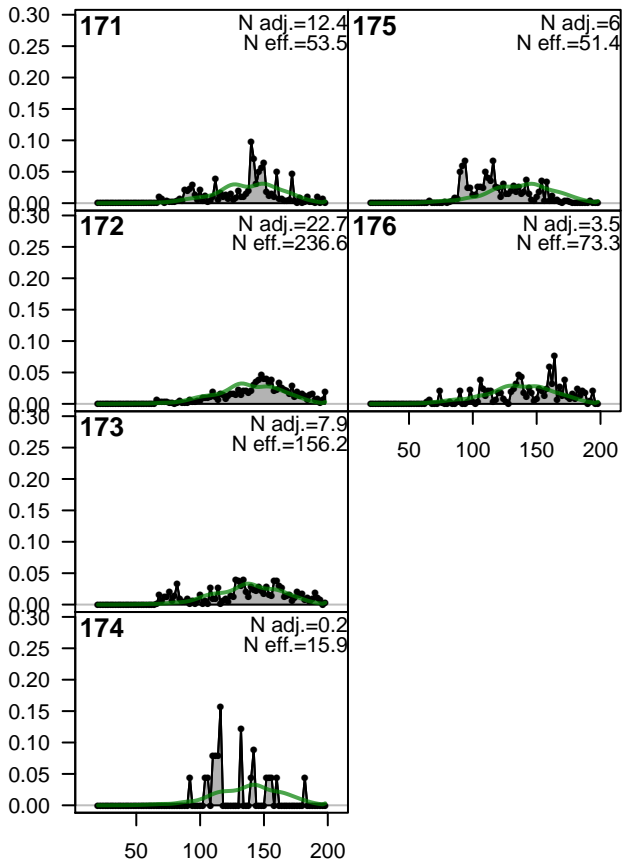 0.30
0.25
0.20
0.15
0.10
0.05
0.00
171
N adj.=12.4
N eff.=53.5
175
N adj.=6
N eff.=51.4
0.30
0.25
0.20
0.15
0.10
0.05
0.00
172
N adj.=22.7
N eff.=236.6
176
N adj.=3.5
N eff.=73.3
50 100 150 200
0.30
0.25
0.20
0.15
0.10
0.05
0.00
173
N adj.=7.9
N eff.=156.2
0.30
0.25
0.20
0.15
0.10
0.05
0.00
174
N adj.=0.2
N eff.=15.9
50 100 150 200